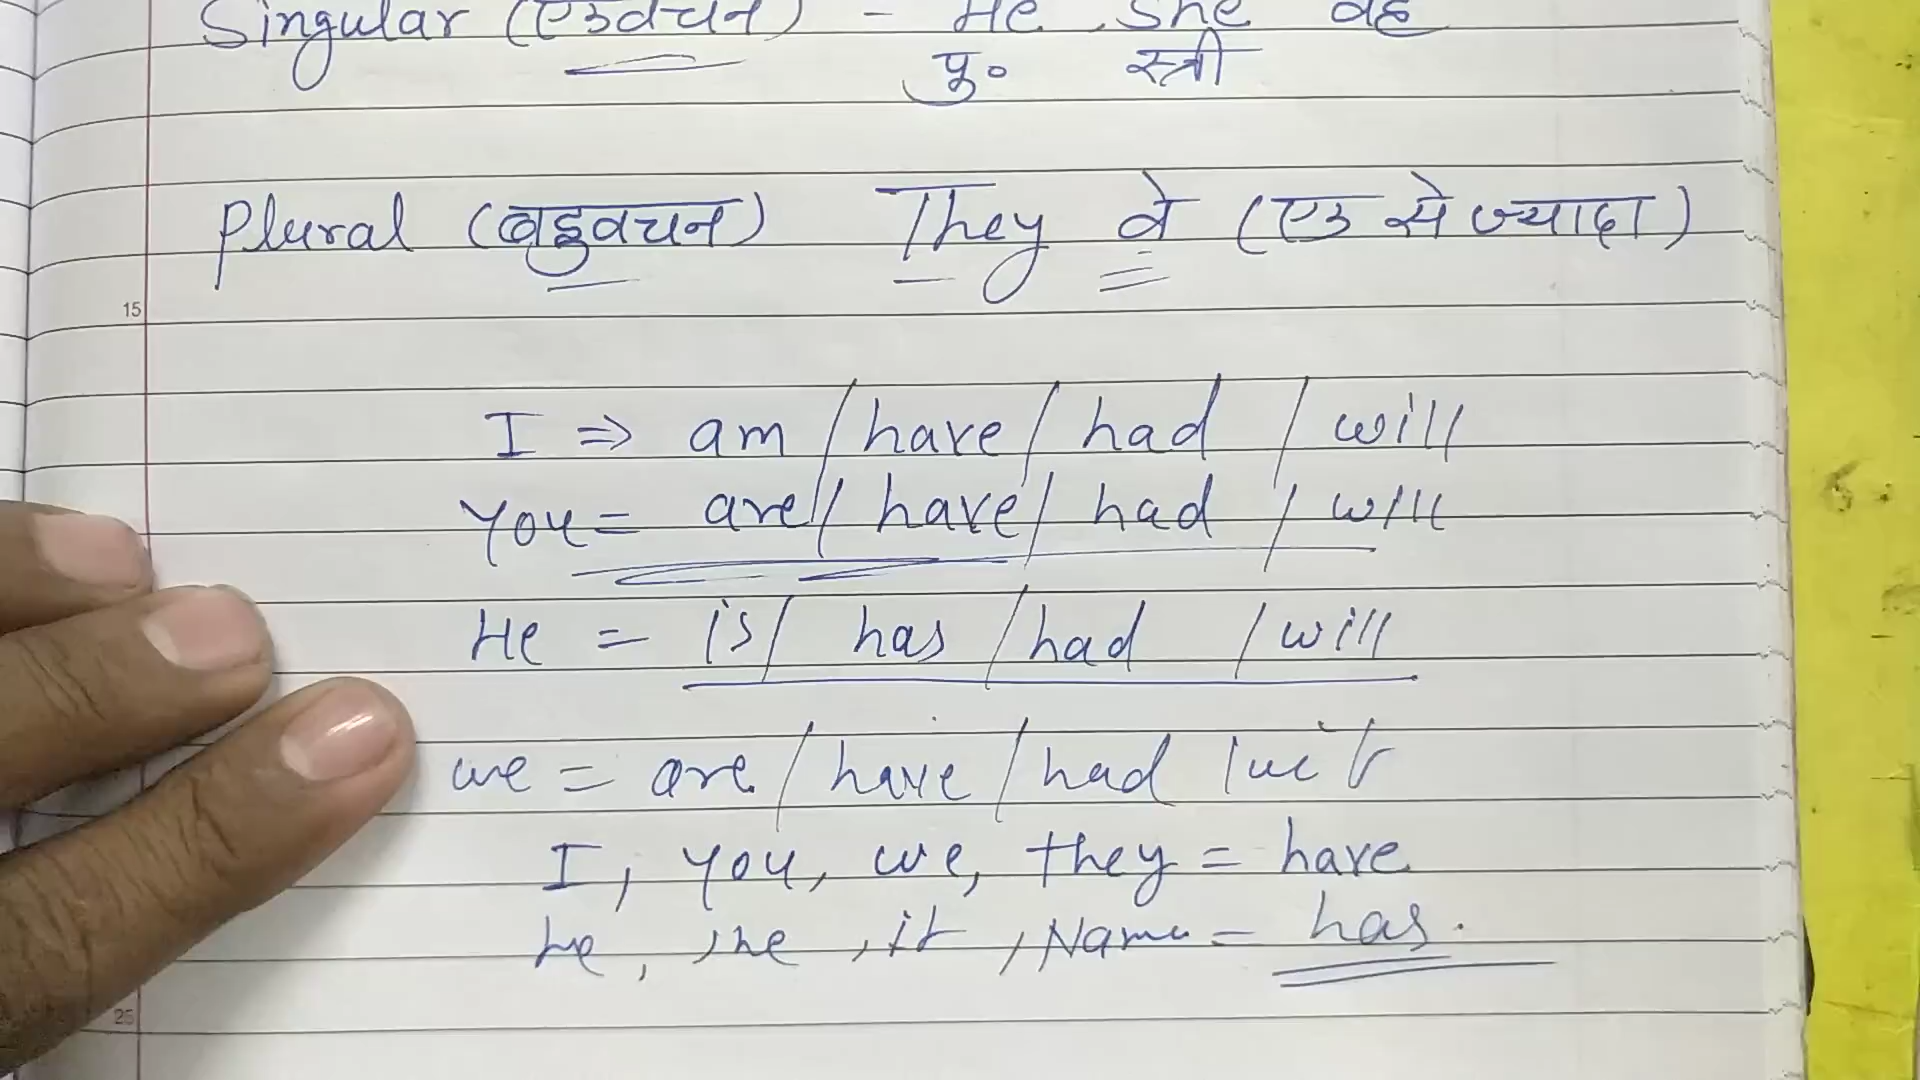 Singular (एकवचन) - He, She वह
पु० स्त्री
Plural (बहुवचन) They वे (एक से ज्यादा)
15
I ⇒ am / have / had / will
You = are / have / had / will
He = is / has / had / will
we = are / have / had /
I, you, we, they = have
he, she, it, Name = has.
25